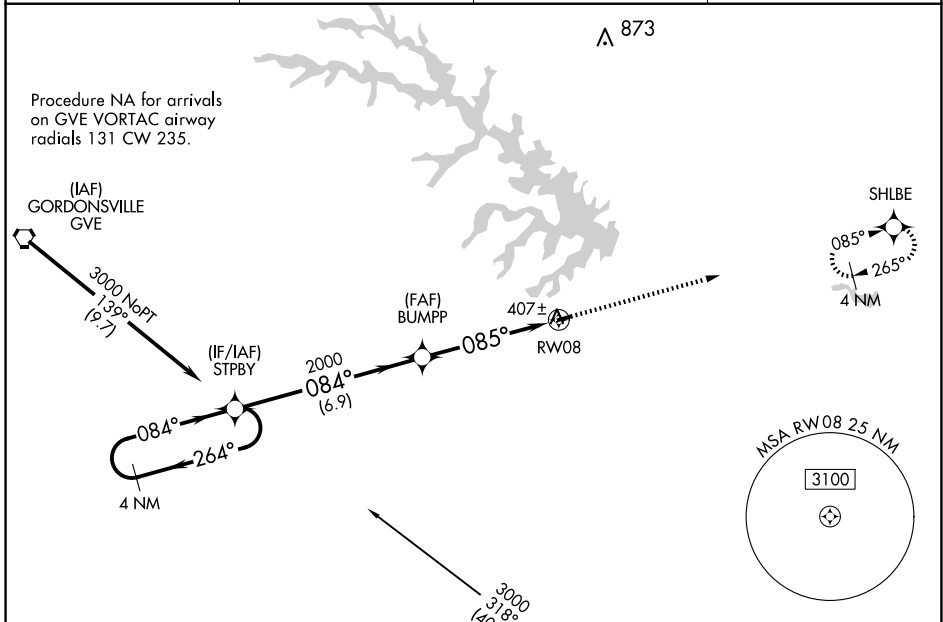 873
Procedure NA for arrivals
on GVE VORTAC airway
radials 131 CW 235.
(IAF)
GORDONSVILLE
GVE
3000 NoPT
139°
(9.7)
SHLBE
085°
265°
4 NM
(FAF)
BUMPP
407±
RW08
085°
(IF/IAF)
STPBY
2000
084°
(6.9)
084°
264°
4 NM
MSA RW08 25 NM
3100
3000
318°